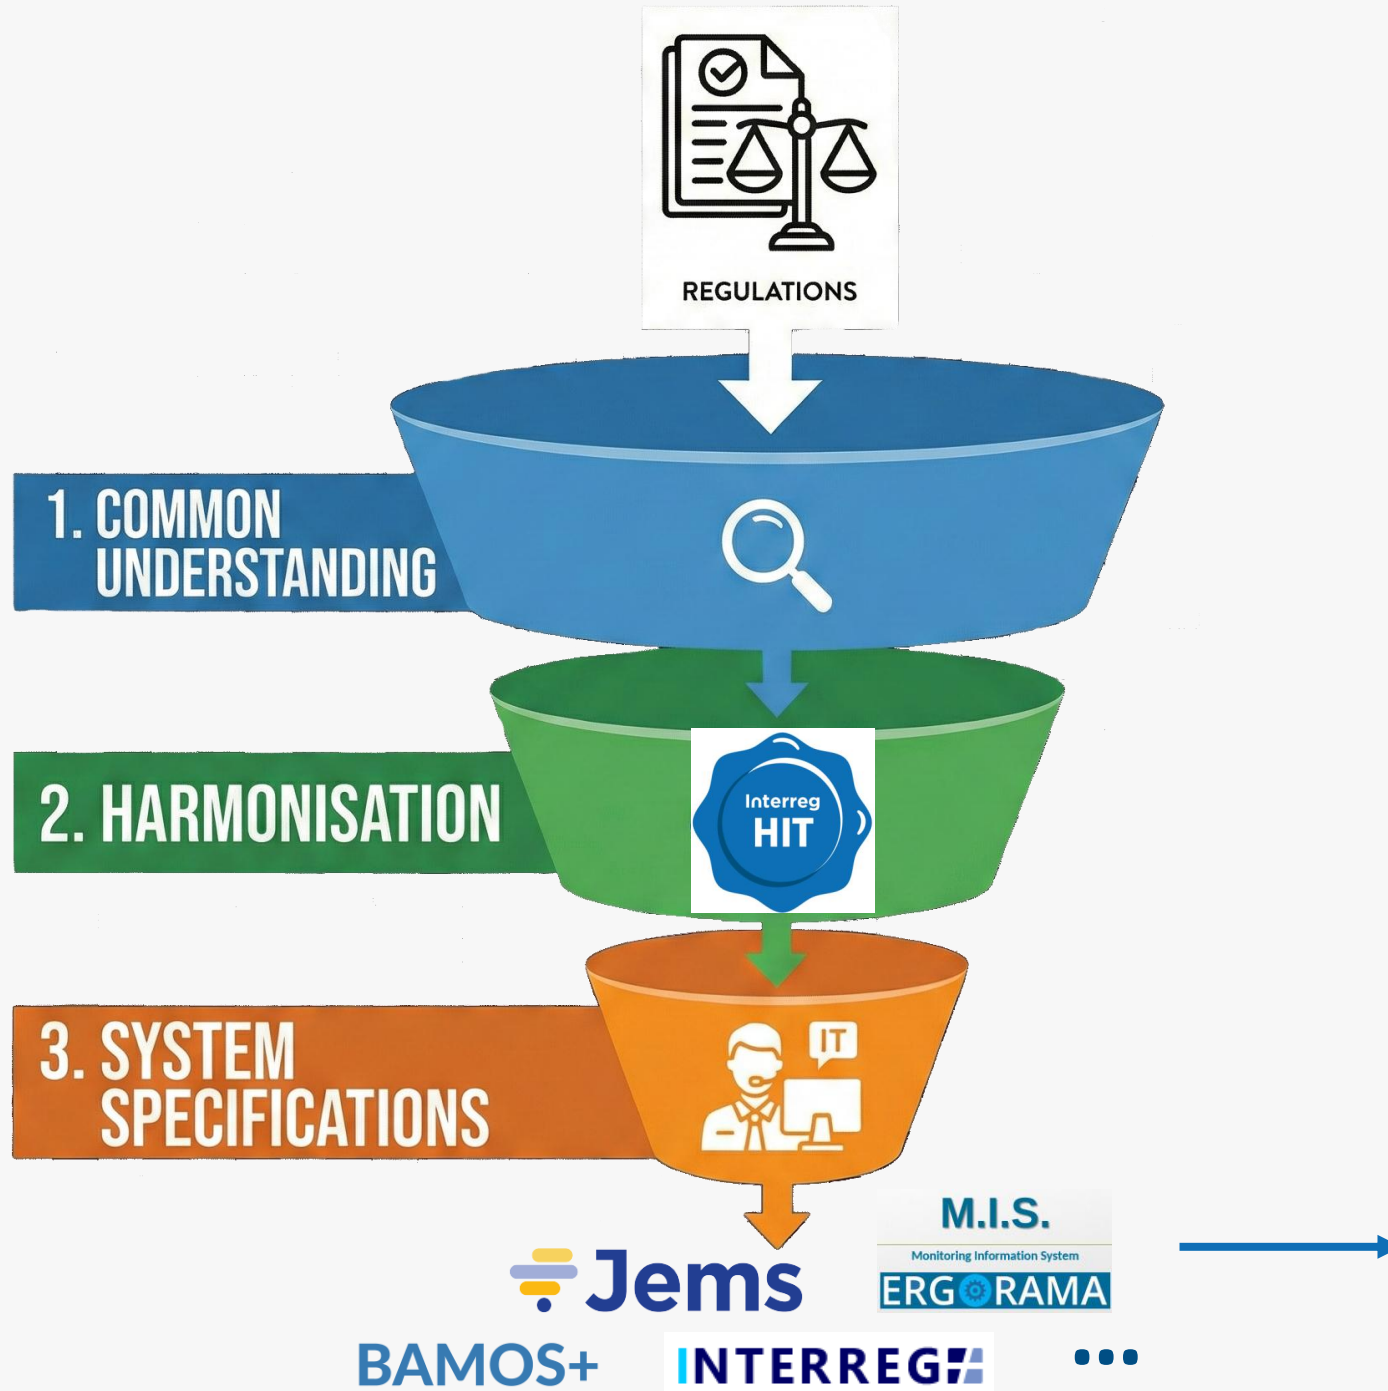 REGULATIONS
1. COMMON
UNDERSTANDING
2. HARMONISATION
Interreg
HIT
3. SYSTEM
SPECIFICATIONS
IT
M.I.S.
Monitoring Information System
ERGORAMA
Jems
BAMOS+
INTERREG
...